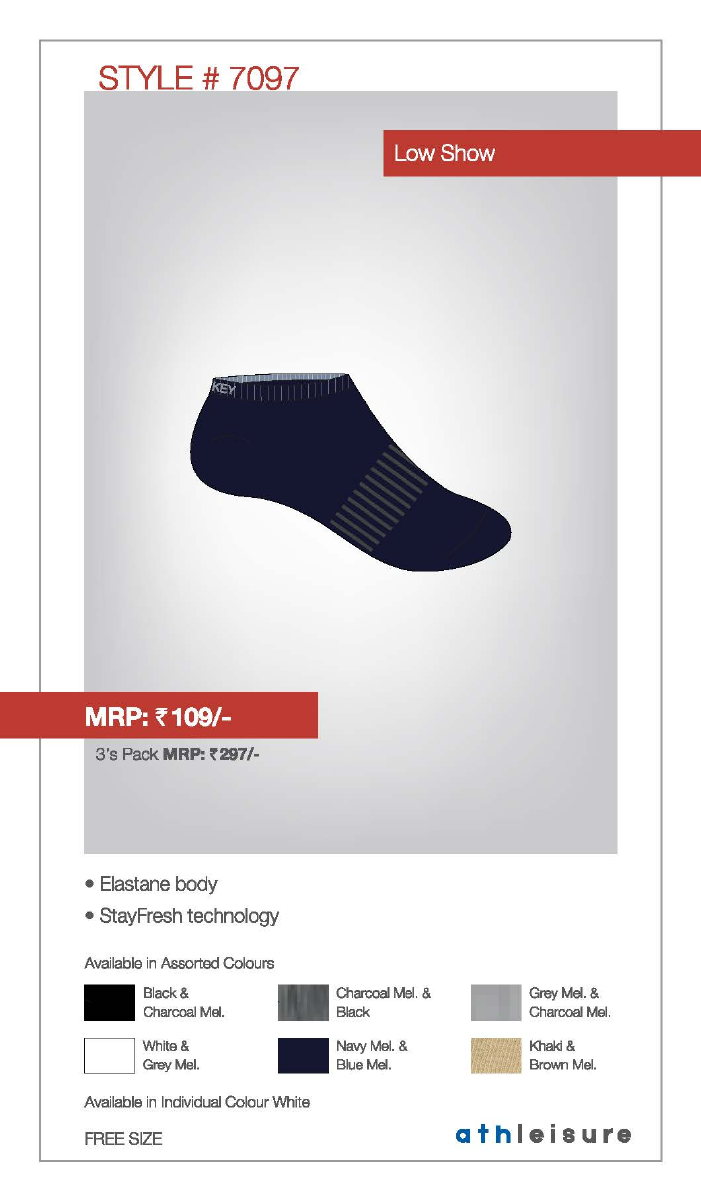 STYLE # 7097
Low Show
KEY
MRP: ₹109/-
3's Pack MRP: ₹297/-
• Elastane body
• StayFresh technology
Available in Assorted Colours
Black &
Charcoal Mel.
Charcoal Mel. &
Black
Grey Mel. &
Charcoal Mel.
White &
Grey Mel.
Navy Mel. &
Blue Mel.
Khaki &
Brown Mel.
Available in Individual Colour White
FREE SIZE
athleisure